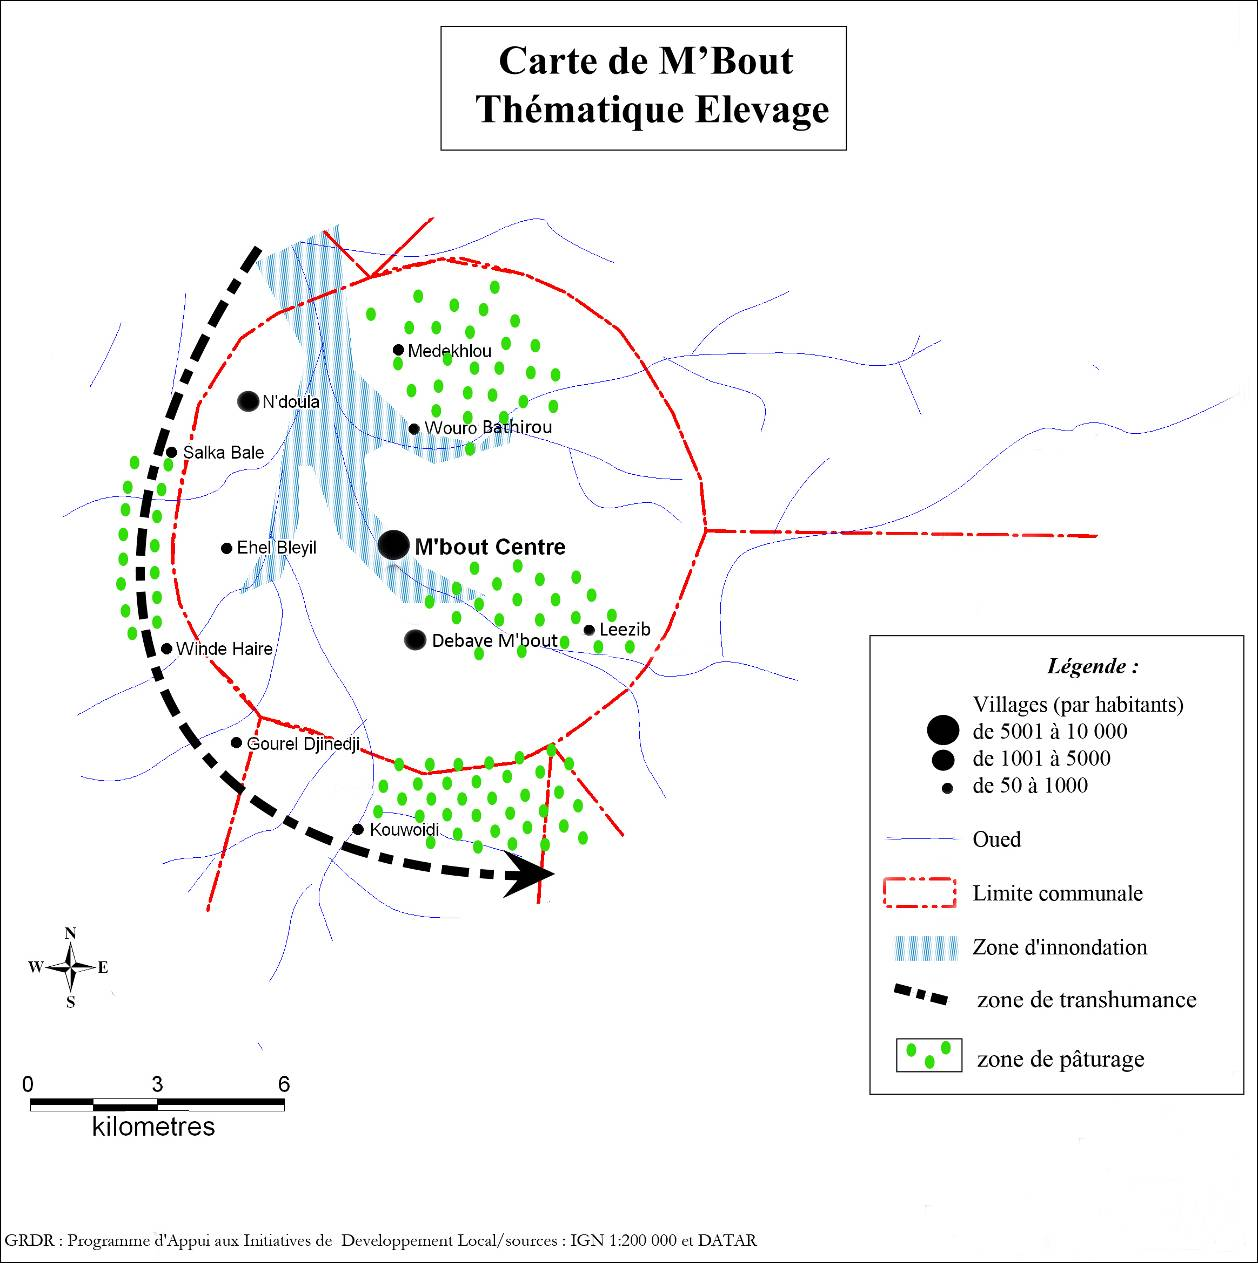 Carte de M’Bout
Thématique Elevage
Medekhlou
N'doula
Wouro Bathirou
Salka Bale
Ehel Bleyil
M'bout Centre
Leezib
Debaye M'bout
Winde Haire
Gourel Djinedji
Kouwoidi
Légende :
Villages (par habitants)
de 5001 à 10 000
de 1001 à 5000
de 50 à 1000
Oued
Limite communale
Zone d'innondation
zone de transhumance
zone de pâturage
N
W E
S
0 3 6
kilometres
GRDR : Programme d'Appui aux Initiatives de Developpement Local/sources : IGN 1:200 000 et DATAR